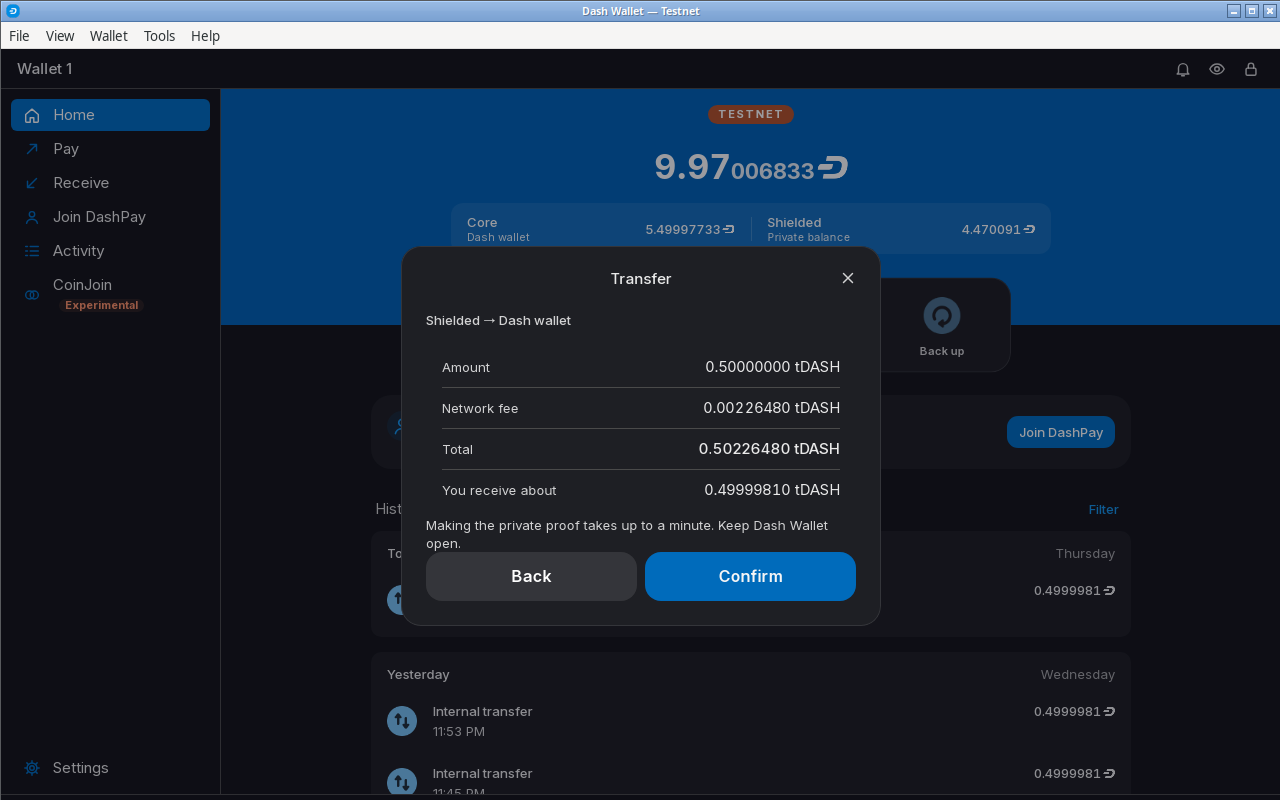 Dash Wallet — Testnet
File View Wallet Tools Help
Wallet 1
Home
Pay
Receive
Join DashPay
Activity
CoinJoin
Experimental
Settings
TESTNET
9.97006833
Core
Dash wallet
5.49997733
Shielded
Private balance
4.470091
Transfer
Shielded → Dash wallet
Amount 0.50000000 tDASH
Network fee 0.00226480 tDASH
Total 0.50226480 tDASH
You receive about 0.49999810 tDASH
Making the private proof takes up to a minute. Keep Dash Wallet
open.
Back Confirm
Back up
Join DashPay
Filter
Thursday
0.4999981
Yesterday Wednesday
Internal transfer 0.4999981
11:53 PM
Internal transfer 0.4999981
11:45 PM